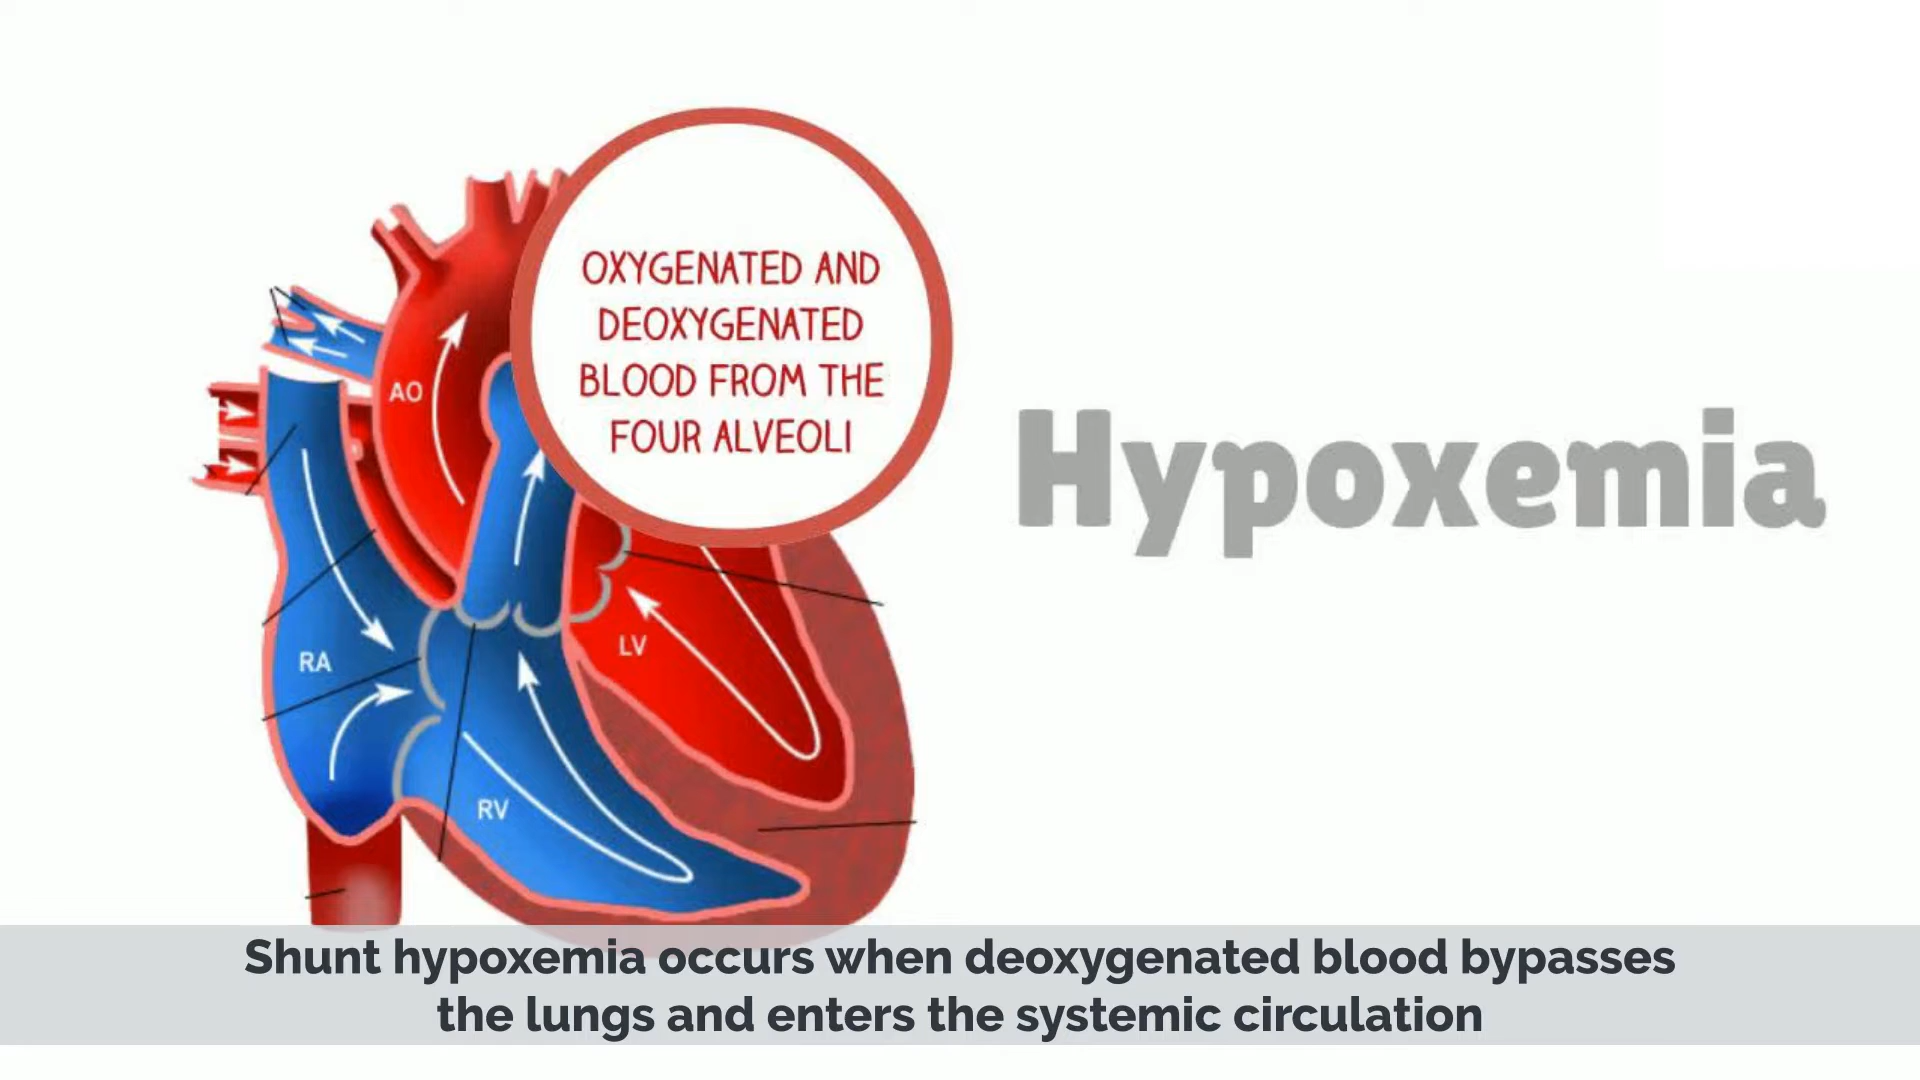 OXYGENATED AND
DEOXYGENATED
BLOOD FROM THE
FOUR ALVEOLI
AO
Hypoxemia
LV
RA
RV
Shunt hypoxemia occurs when deoxygenated blood bypasses
the lungs and enters the systemic circulation